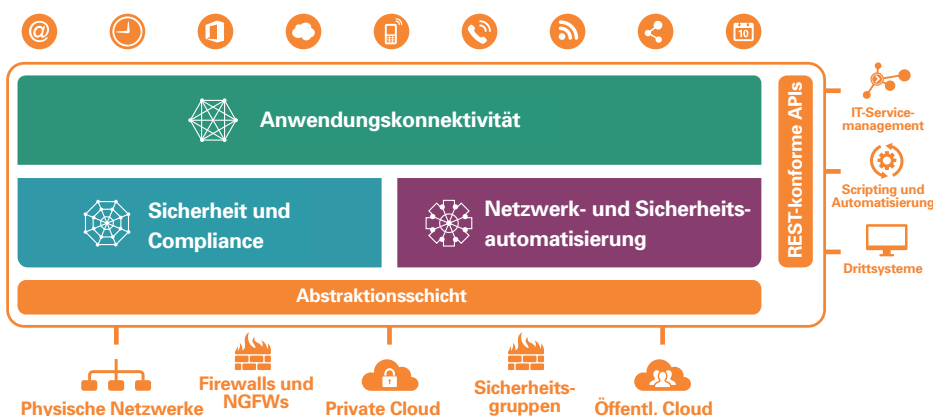 @
10
Anwendungskonnektivität
REST-konforme APIs
IT-Service-
management
Scripting und
Automatisierung
Drittsysteme
Sicherheit und
Compliance
Netzwerk- und Sicherheits-
automatisierung
Abstraktionsschicht
Physische Netzwerke
Firewalls und
NGFWs
Private Cloud
Sicherheits-
gruppen
Öffentl. Cloud